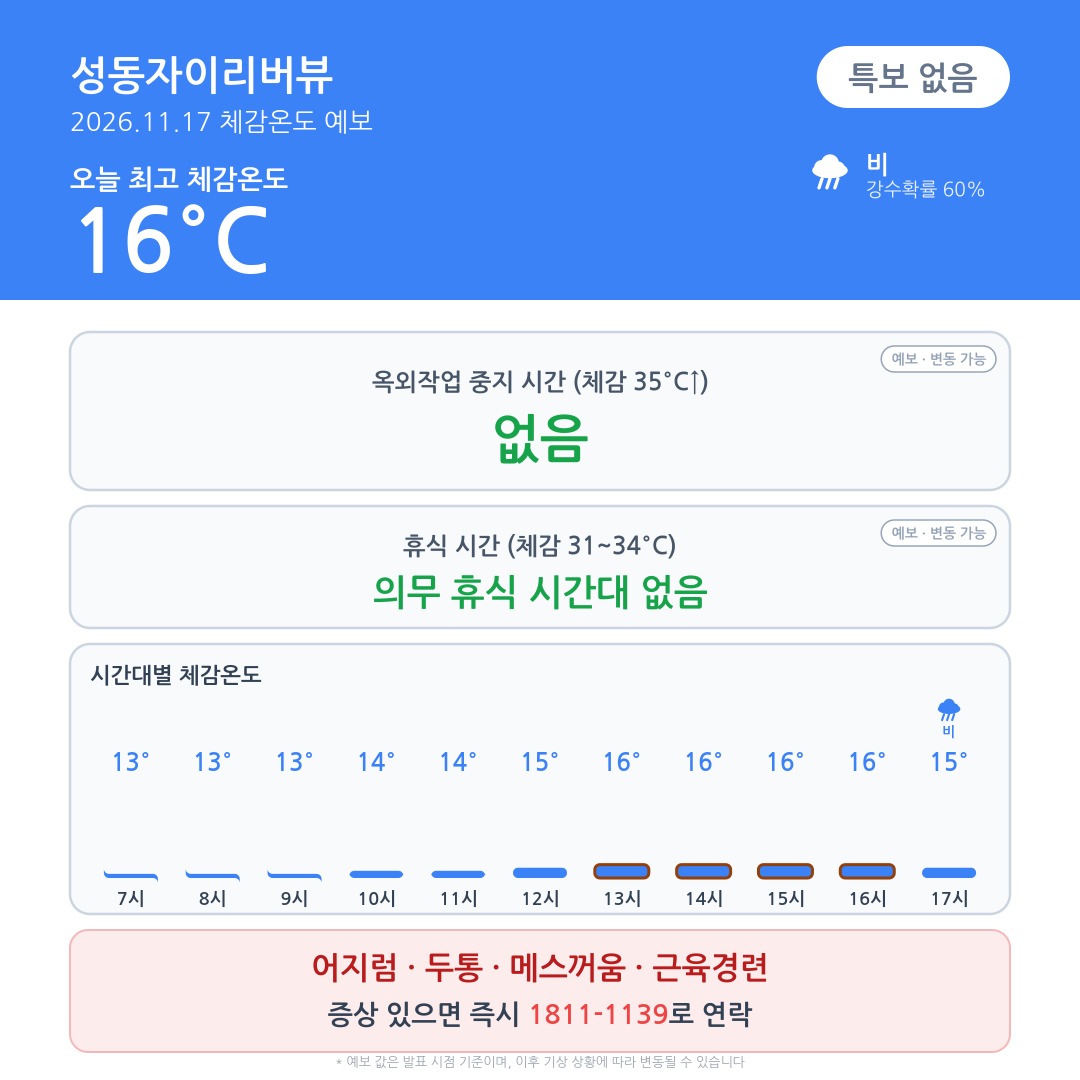 성동자이리버뷰
특보 없음
2026.11.17 체감온도 예보
비
강수확률 60%
오늘 최고 체감온도
16°C
예보 · 변동 가능
옥외작업 중지 시간 (체감 35°C↑)
없음
예보 · 변동 가능
휴식 시간 (체감 31~34°C)
의무 휴식 시간대 없음
시간대별 체감온도
비
13° 13° 13° 14° 14° 15° 16° 16° 16° 16° 15°
7시 8시 9시 10시 11시 12시 13시 14시 15시 16시 17시
어지럼 · 두통 · 메스꺼움 · 근육경련
증상 있으면 즉시 1811-1139로 연락
* 예보 값은 발표 시점 기준이며, 이후 기상 상황에 따라 변동될 수 있습니다